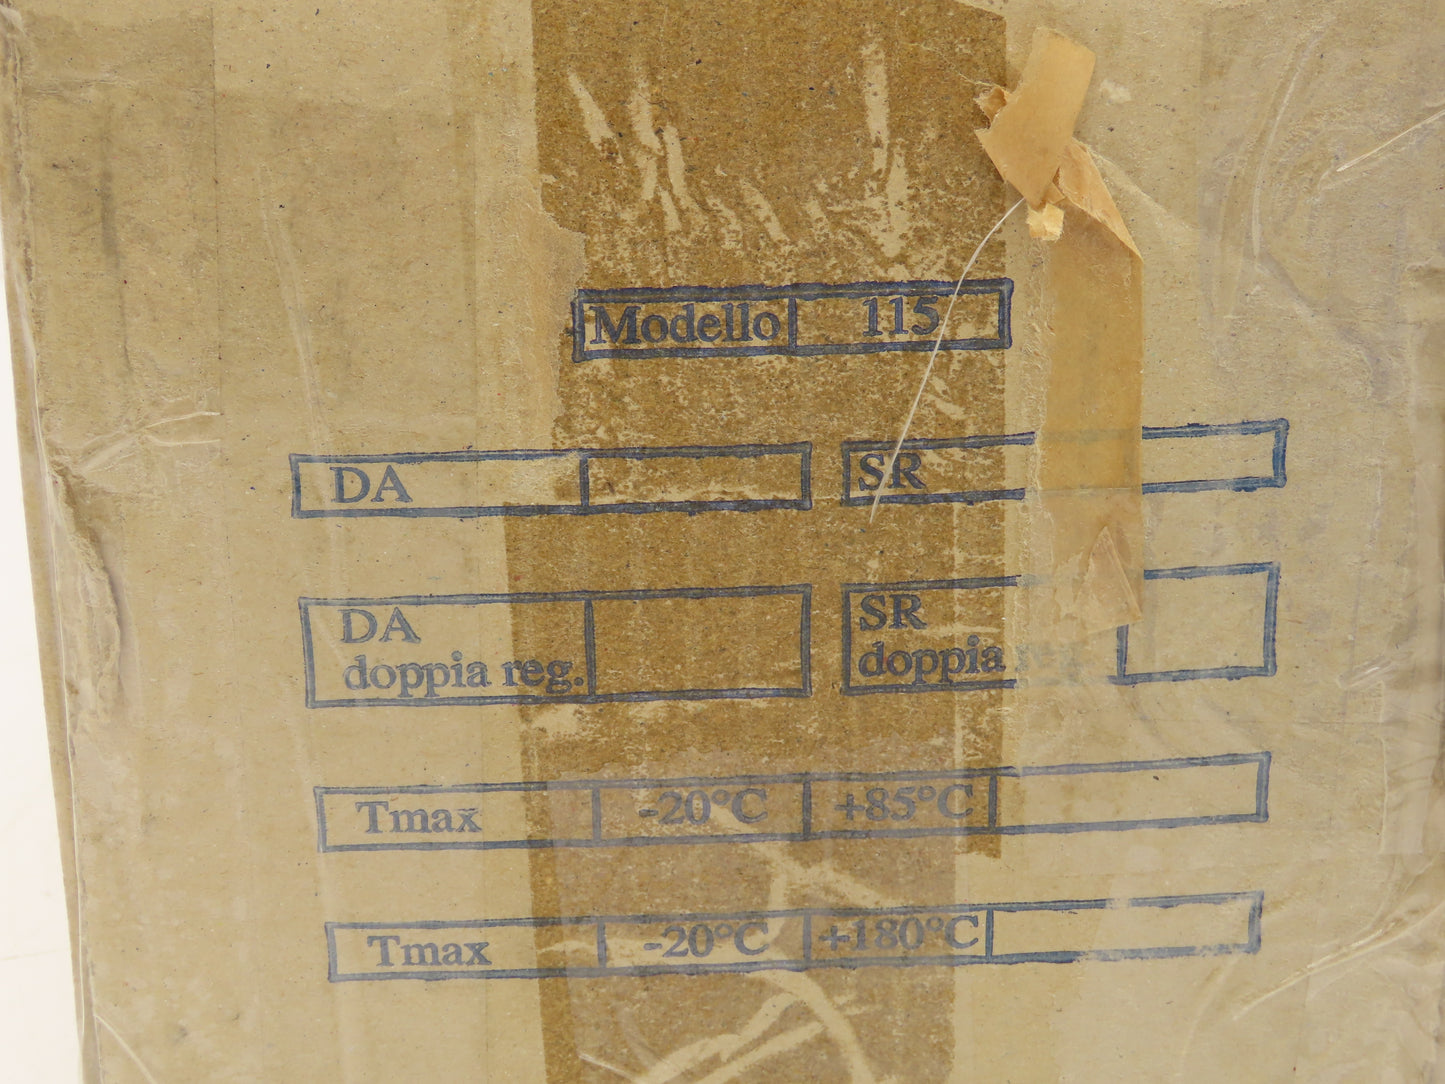 Modello 115
DA SR
DA SR
doppia reg. doppia
Tmax -20°C +85°C
Tmax -20°C +180°C